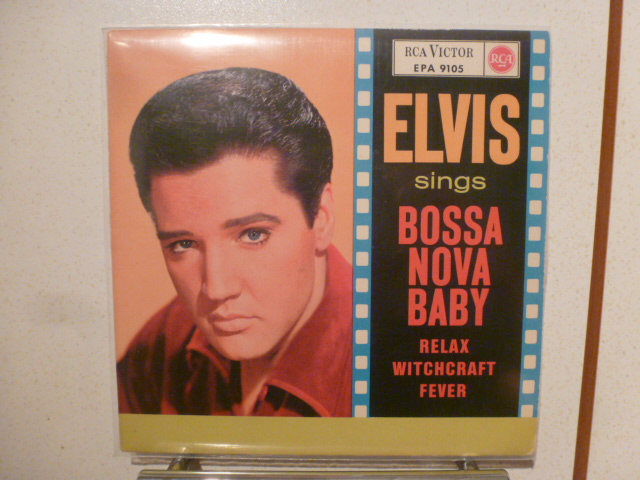 RCA VICTOR
RCA
EPA 9105
ELVIS
sings
BOSSA
NOVA
BABY
RELAX
WITCHCRAFT
FEVER